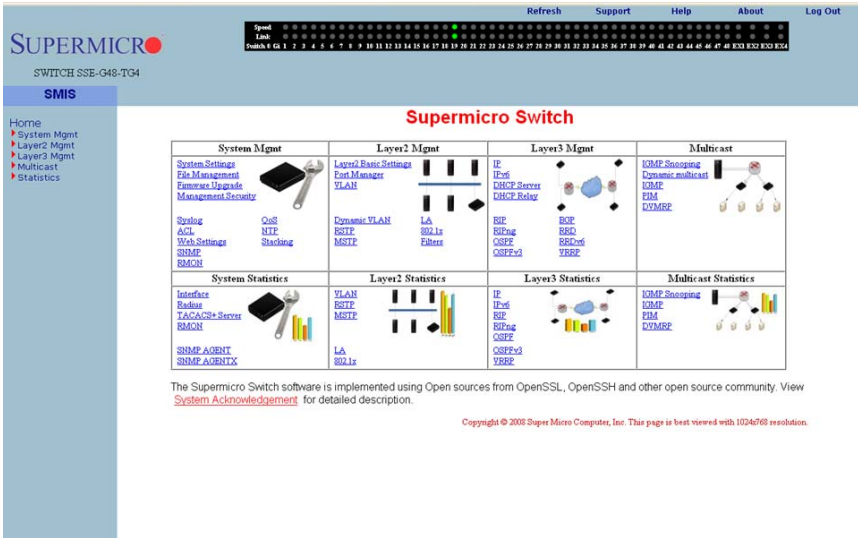 Refresh Support Help About Log Out
SUPERMICRO
SWITCH SSE-G48-TG4
SMIS
Speed
Link
Switch 0 Gi 1 2 3 4 5 6 7 8 9 10 11 12 13 14 15 16 17 18 19 20 21 22 23 24 25 26 27 28 29 30 31 32 33 34 35 36 37 38 39 40 41 42 43 44 45 46 47 48 EX1 EX2 EX3 EX4
Home
System Mgmt
Layer2 Mgmt
Layer3 Mgmt
Multicast
Statistics
Supermicro Switch
System Mgmt
System Settings
File Management
Firmware Upgrade
Management Security
Syslog QoS
ACL NTP
Web Settings Stacking
SNMP
RMON
Layer2 Mgmt
Layer2 Basic Settings
Port Manager
VLAN
Dynamic VLAN LA
RSTP 802.1x
MSTP Filters
Layer3 Mgmt
IP
IPv6
DHCP Server
DHCP Relay
RIP BGP
RIPng RRD
OSPF RRDv6
OSPFv3 VRRP
Multicast
IGMP Snooping
Dynamic multicast
IGMP
PIM
DVMRP
System Statistics
Interface
Radius
TACACS+ Server
RMON
SNMP AGENT
SNMP AGENTX
Layer2 Statistics
VLAN
RSTP
MSTP
LA
802.1x
Layer3 Statistics
IP
IPv6
RIP
RIPng
OSPF
OSPFv3
VRRP
Multicast Statistics
IGMP Snooping
IGMP
PIM
DVMRP
The Supermicro Switch software is implemented using Open sources from OpenSSL, OpenSSH and other open source community. View
System Acknowledgement for detailed description.
Copyright © 2008 Super Micro Computer, Inc. This page is best viewed with 1024x768 resolution.